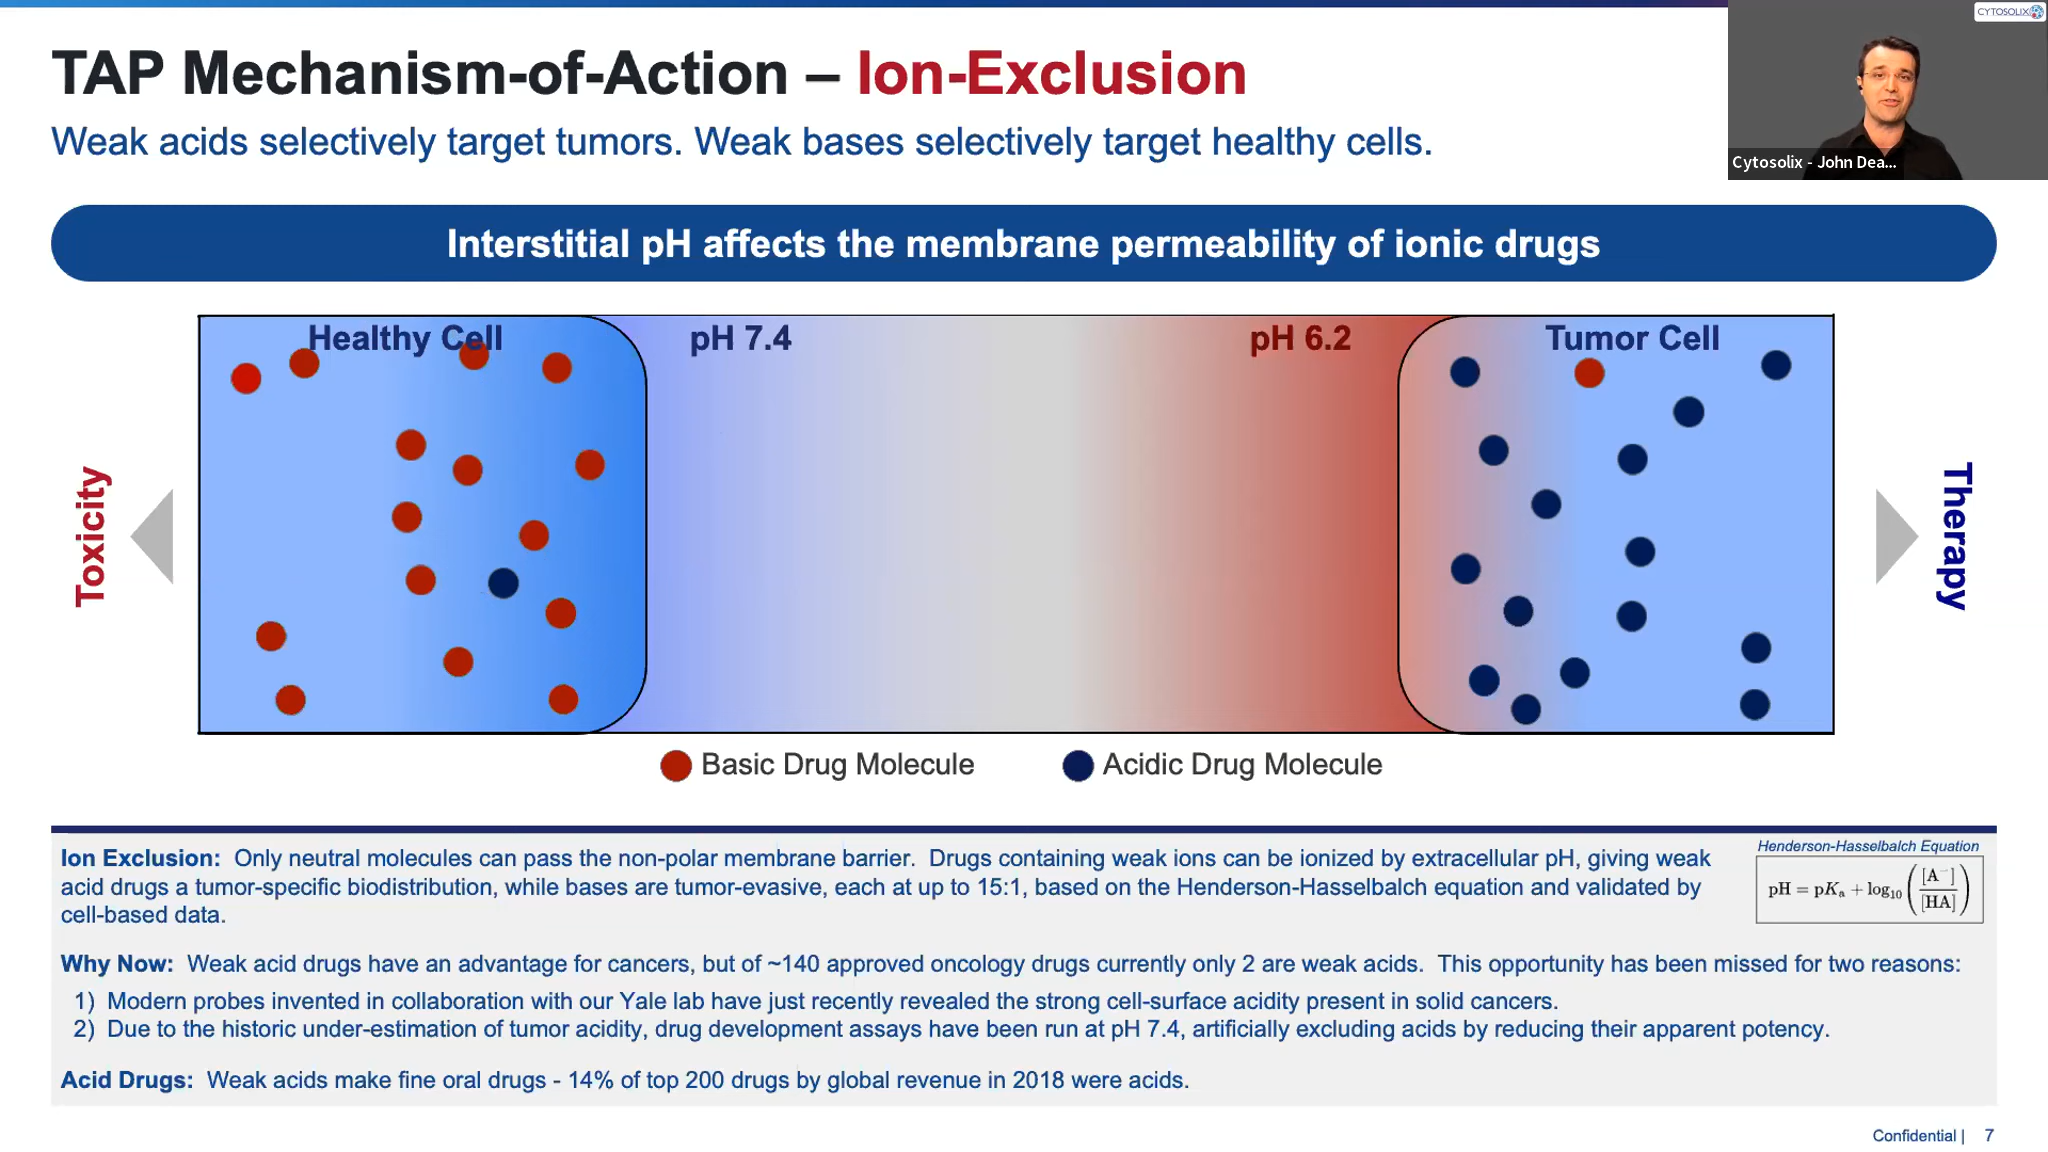 CYTOSOLIX
TAP Mechanism-of-Action – Ion-Exclusion
Weak acids selectively target tumors. Weak bases selectively target healthy cells.
Cytosolix - John Dea...
Interstitial pH affects the membrane permeability of ionic drugs
Healthy Cell
pH 7.4
pH 6.2
Tumor Cell
Toxicity
Therapy
Basic Drug Molecule
Acidic Drug Molecule
Ion Exclusion: Only neutral molecules can pass the non-polar membrane barrier. Drugs containing weak ions can be ionized by extracellular pH, giving weak
acid drugs a tumor-specific biodistribution, while bases are tumor-evasive, each at up to 15:1, based on the Henderson-Hasselbalch equation and validated by
cell-based data.
Henderson-Hasselbalch Equation
pH = pKₐ + log₁₀ ([A⁻] / [HA])
Why Now: Weak acid drugs have an advantage for cancers, but of ~140 approved oncology drugs currently only 2 are weak acids. This opportunity has been missed for two reasons:
1) Modern probes invented in collaboration with our Yale lab have just recently revealed the strong cell-surface acidity present in solid cancers.
2) Due to the historic under-estimation of tumor acidity, drug development assays have been run at pH 7.4, artificially excluding acids by reducing their apparent potency.
Acid Drugs: Weak acids make fine oral drugs - 14% of top 200 drugs by global revenue in 2018 were acids.
Confidential | 7